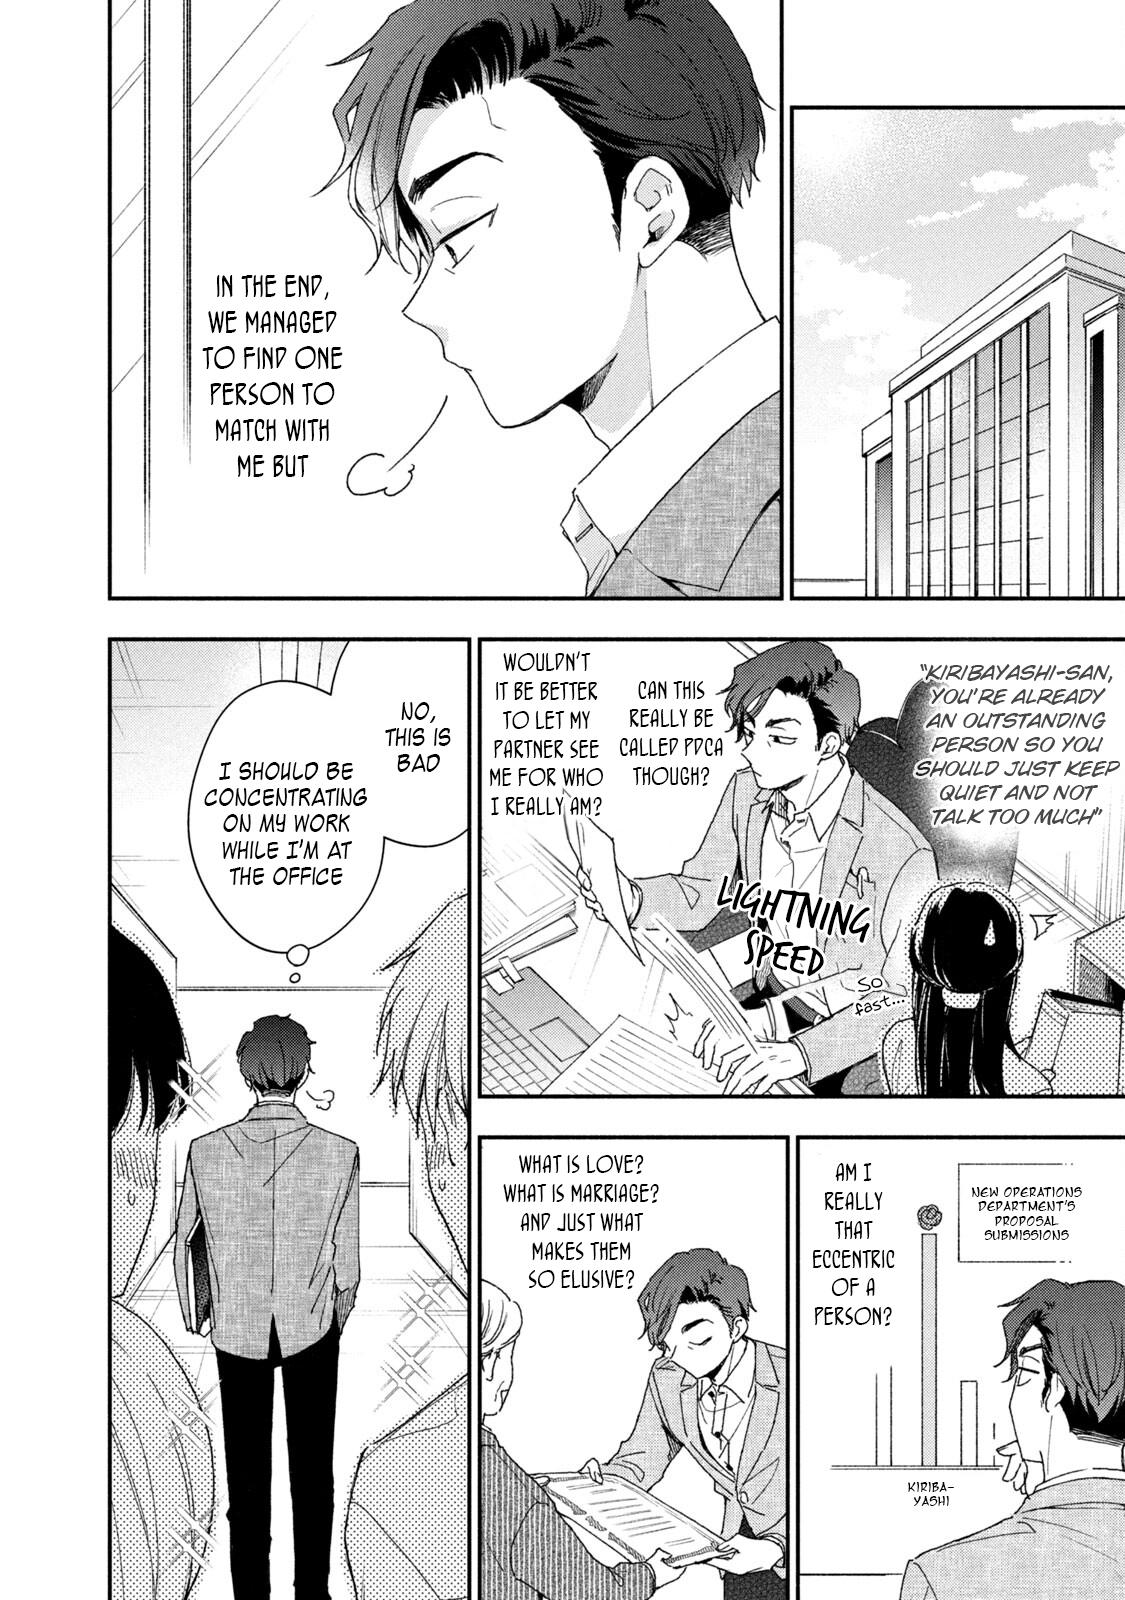 IN THE END,
WE MANAGED
TO FIND ONE
PERSON TO
MATCH WITH
ME BUT
"KIRIBAYASHI-SAN,
YOU'RE ALREADY
AN OUTSTANDING
PERSON SO YOU
SHOULD JUST KEEP
QUIET AND NOT
TALK TOO MUCH"
CAN THIS
REALLY BE
CALLED PDCA
THOUGH?
WOULDN'T
IT BE BETTER
TO LET MY
PARTNER SEE
ME FOR WHO
I REALLY AM?
LIGHTNING
SPEED
So
fast...
AM I
REALLY
THAT
ECCENTRIC
OF A
PERSON?
NEW OPERATIONS
DEPARTMENT'S
PROPOSAL
SUBMISSIONS
KIRIBA-
YASHI
WHAT IS LOVE?
WHAT IS MARRIAGE?
AND JUST WHAT
MAKES THEM
SO ELUSIVE?
NO,
THIS IS
BAD
I SHOULD BE
CONCENTRATING
ON MY WORK
WHILE I'M AT
THE OFFICE